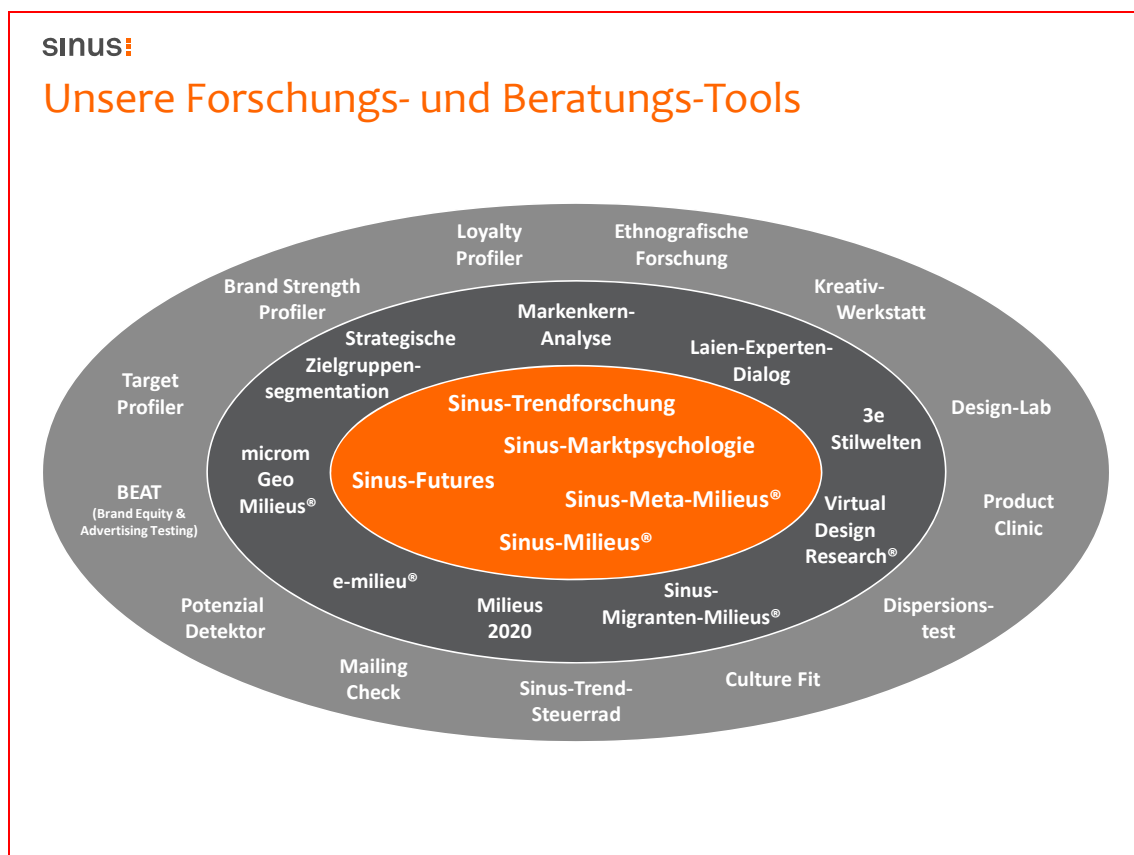 sinus
Unsere Forschungs- und Beratungs-Tools
Loyalty
Profiler
Ethnografische
Forschung
Brand Strength
Profiler
Kreativ-
Werkstatt
Target
Profiler
Design-Lab
BEAT
(Brand Equity &
Advertising Testing)
Product
Clinic
Potenzial
Detektor
Dispersions-
test
Mailing
Check
Sinus-Trend-
Steuerrad
Culture Fit
Strategische
Zielgruppen-
segmentation
Markenkern-
Analyse
Laien-Experten-
Dialog
microm
Geo
Milieus®
3e
Stilwelten
Virtual
Design
Research®
e-milieu®
Milieus
2020
Sinus-
Migranten-Milieus®
Sinus-Trendforschung
Sinus-Marktpsychologie
Sinus-Futures
Sinus-Meta-Milieus®
Sinus-Milieus®